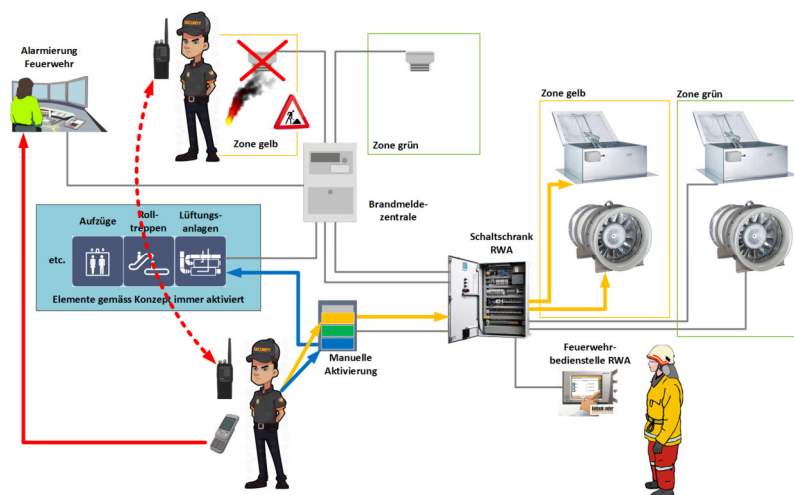 Alarmierung
Feuerwehr
SECURITY
Zone gelb
Zone grün
Zone gelb
Zone grün
Brandmelde-
zentrale
Aufzüge
Roll-
treppen
Lüftungs-
anlagen
etc.
Elemente gemäss Konzept immer aktiviert
Schaltschrank
RWA
Manuelle
Aktivierung
SECURITY
Feuerwehr-
bedienstelle RWA